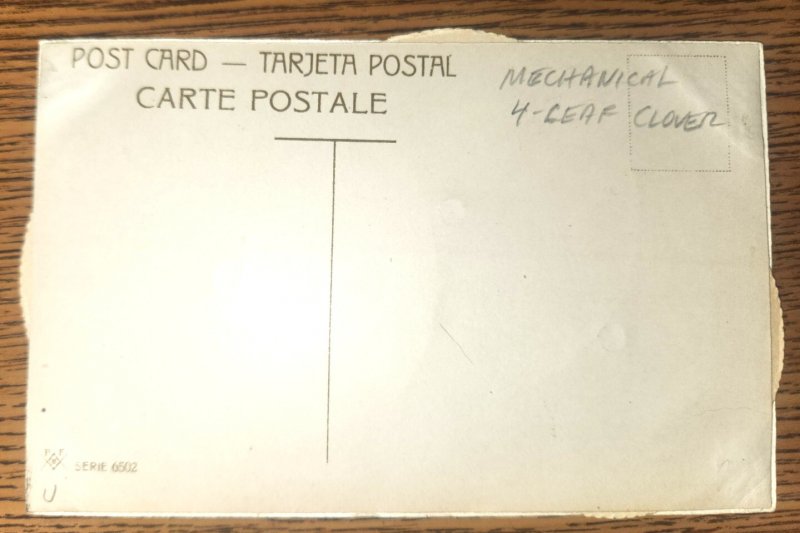 POST CARD — TARJETA POSTAL
CARTE POSTALE
MECHANICAL
4-LEAF CLOVER
SERIE 6502
U